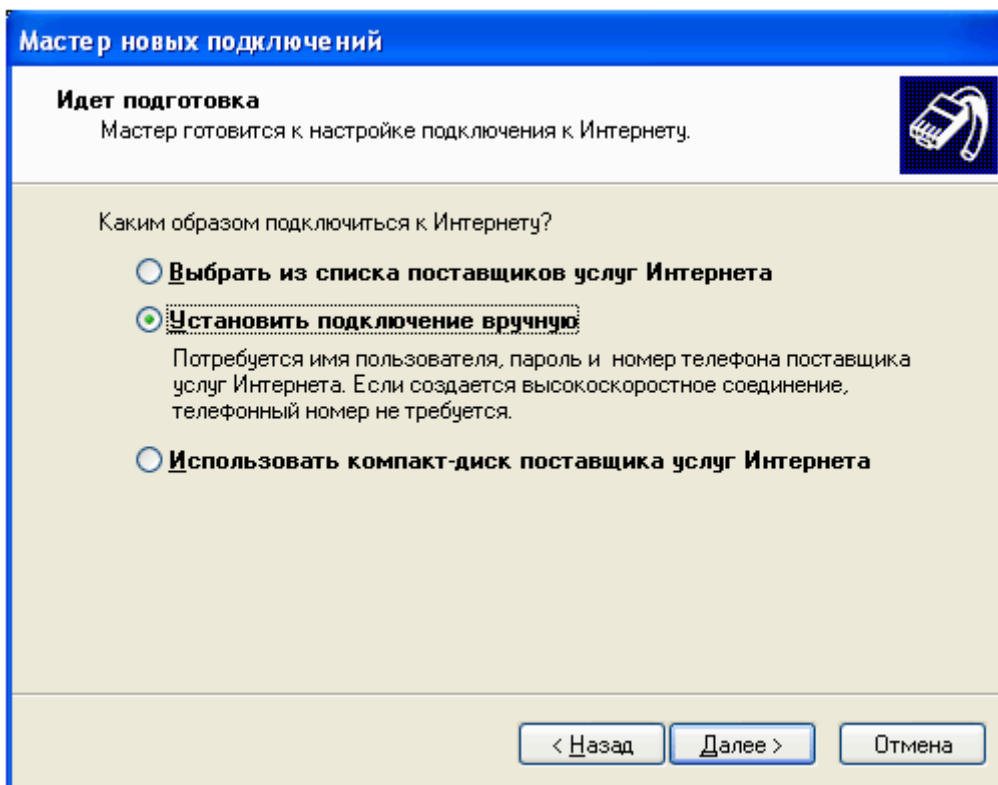 Мастер новых подключений
Идет подготовка
Мастер готовится к настройке подключения к Интернету.
Каким образом подключиться к Интернету?
Выбрать из списка поставщиков услуг Интернета
Установить подключение вручную
Потребуется имя пользователя, пароль и номер телефона поставщика
услуг Интернета. Если создается высокоскоростное соединение,
телефонный номер не требуется.
Использовать компакт-диск поставщика услуг Интернета
< Назад
Далее >
Отмена